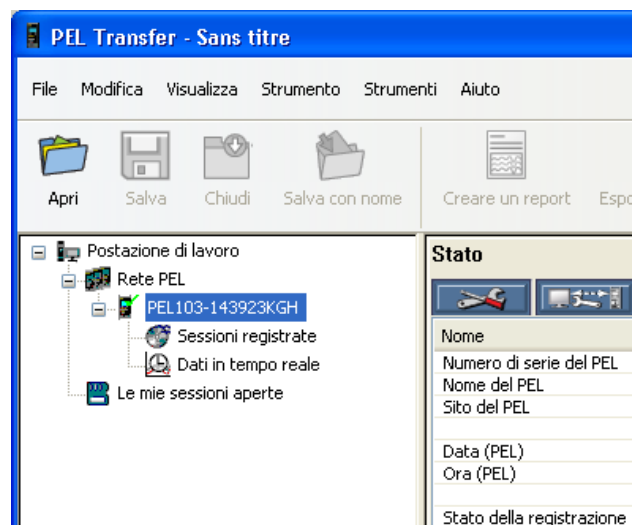 PEL Transfer - Sans titre
File Modifica Visualizza Strumento Strumenti Aiuto
Apri Salva Chiudi Salva con nome Creare un report Espo
Postazione di lavoro
Rete PEL
PEL103-143923KGH
Sessioni registrate
Dati in tempo reale
Le mie sessioni aperte
Stato
Nome
Numero di serie del PEL
Nome del PEL
Sito del PEL
Data (PEL)
Ora (PEL)
Stato della registrazione